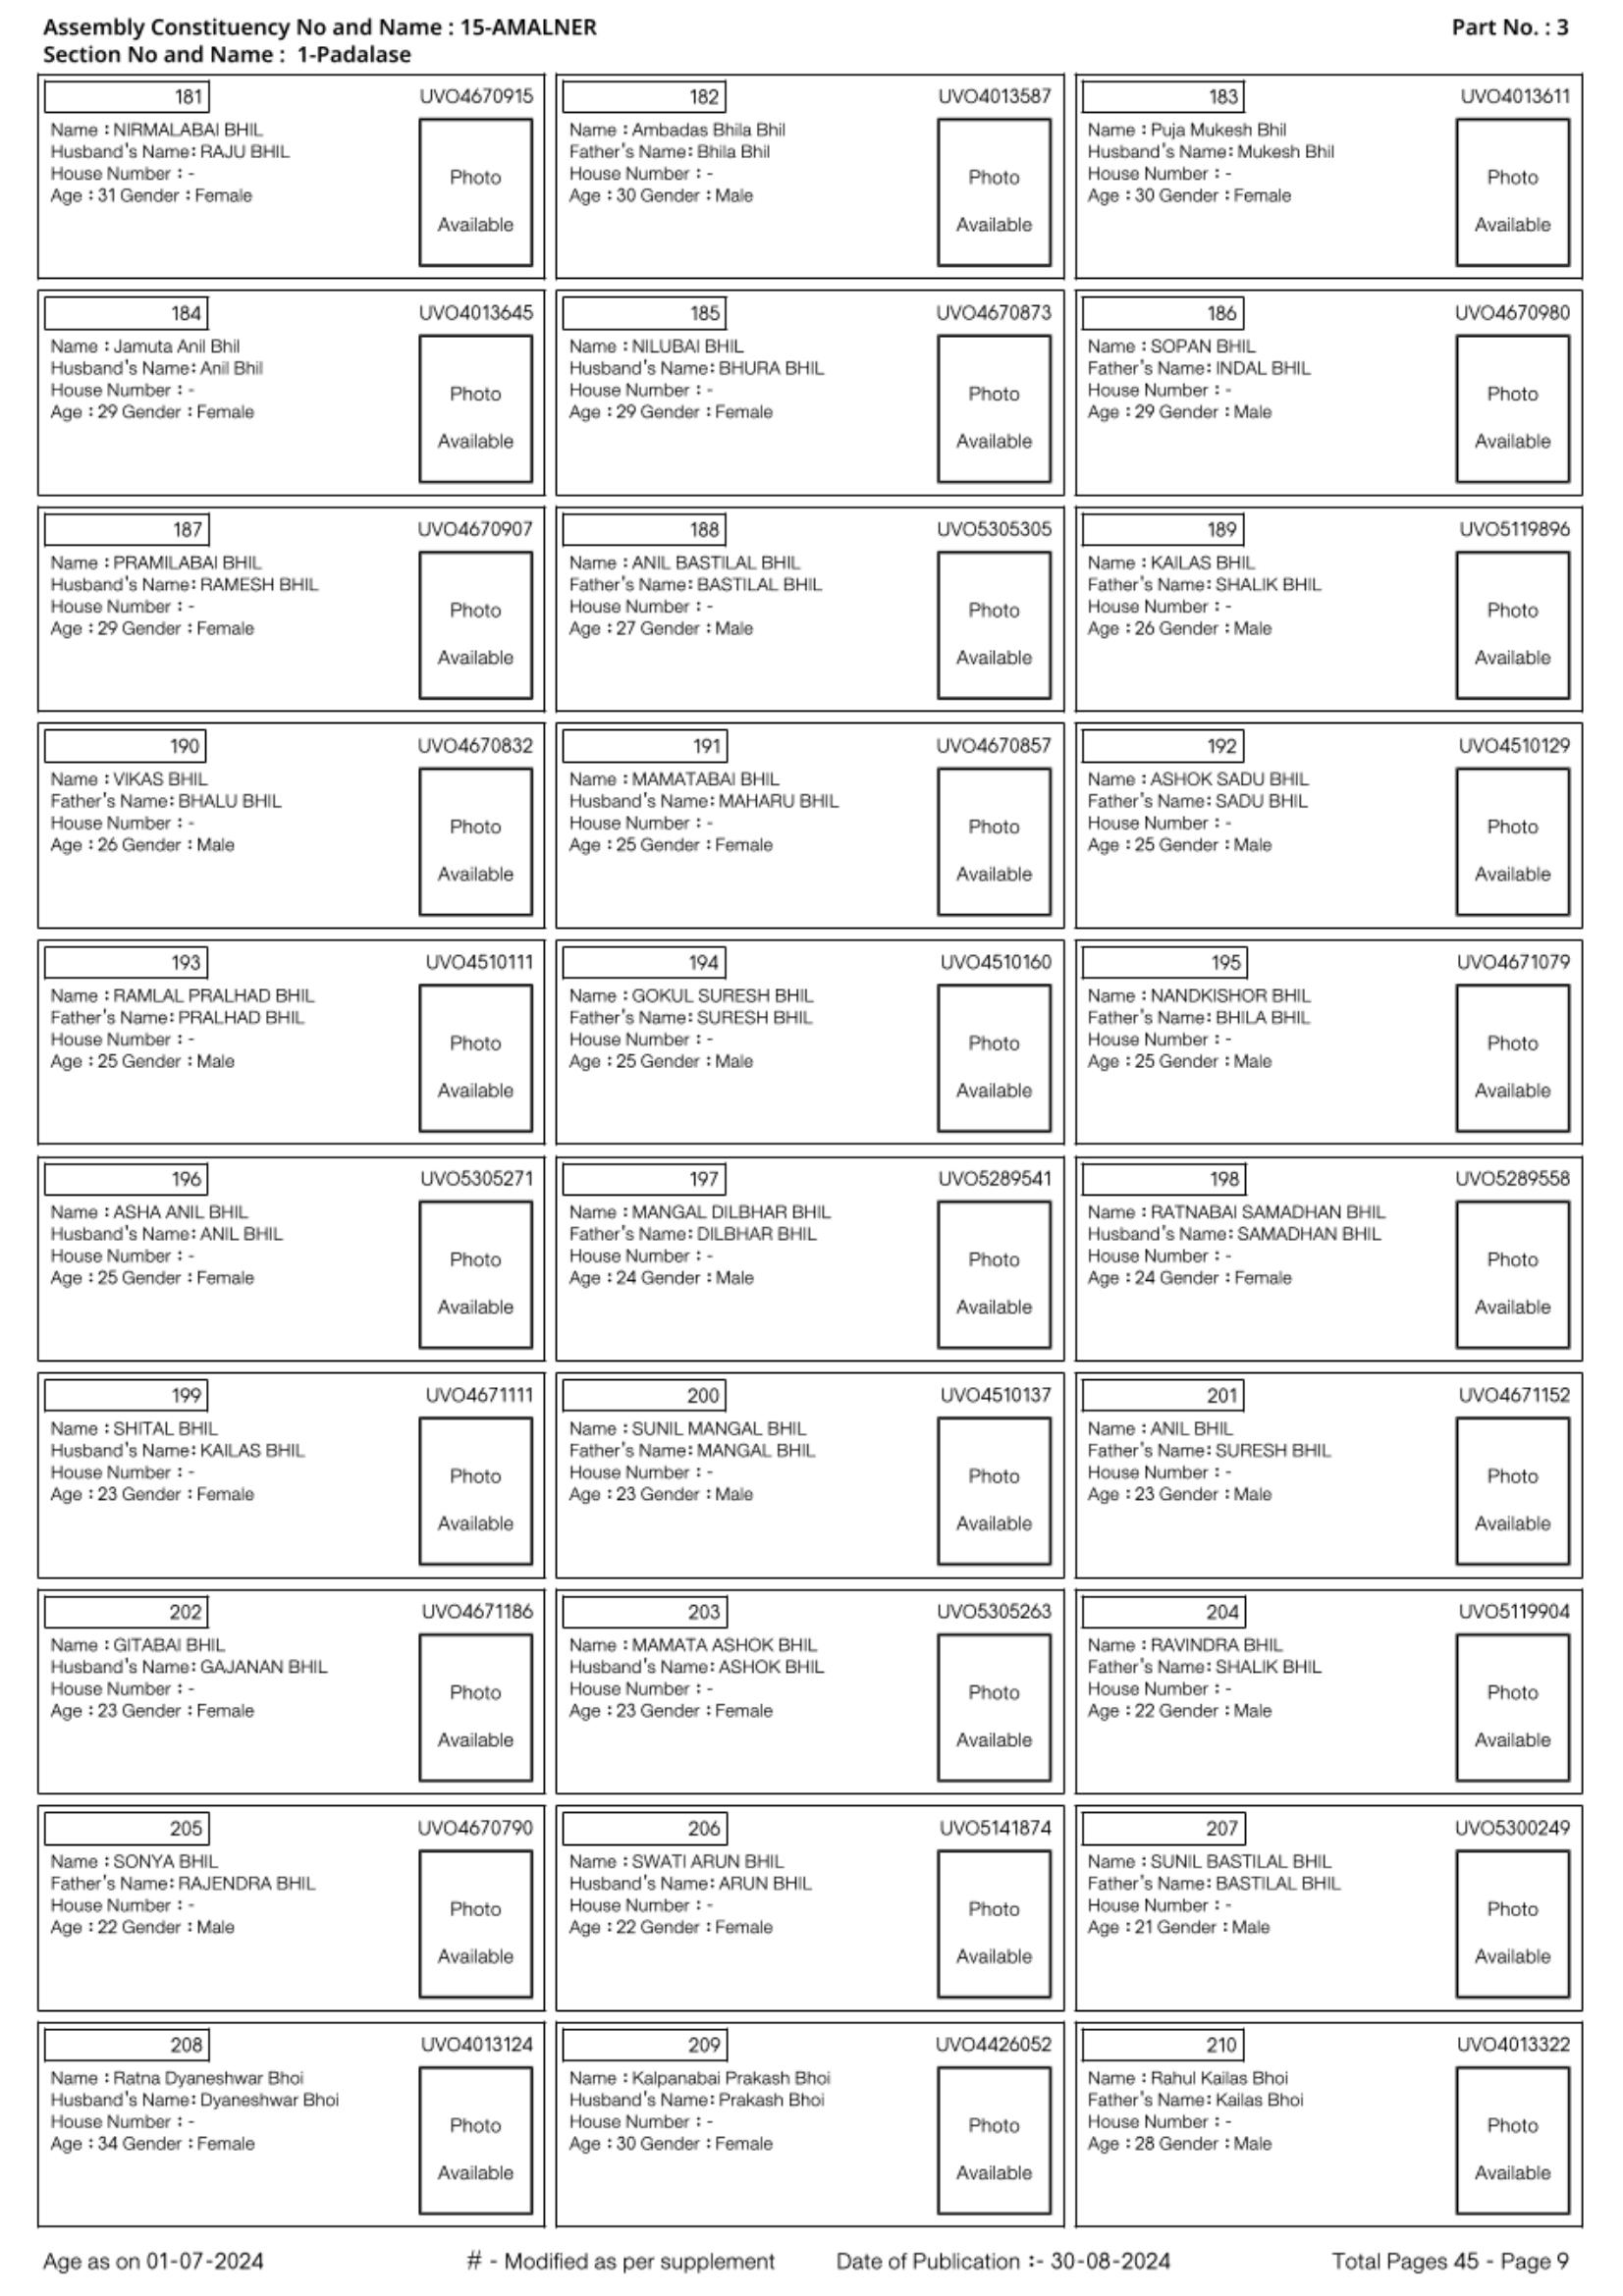 Assembly Constituency No and Name : 15-AMALNER
Part No. : 3
Section No and Name : 1-Padalase
181
UVO4670915
Name : NIRMALABAI BHIL
Husband's Name: RAJU BHIL
House Number : -
Age : 31 Gender : Female
Photo
Available
182
UVO4013587
Name : Ambadas Bhila Bhil
Father's Name: Bhila Bhil
House Number : -
Age : 30 Gender : Male
Photo
Available
183
UVO4013611
Name : Puja Mukesh Bhil
Husband's Name: Mukesh Bhil
House Number : -
Age : 30 Gender : Female
Photo
Available
184
UVO4013645
Name : Jamuta Anil Bhil
Husband's Name: Anil Bhil
House Number : -
Age : 29 Gender : Female
Photo
Available
185
UVO4670873
Name : NILUBAI BHIL
Husband's Name: BHURA BHIL
House Number : -
Age : 29 Gender : Female
Photo
Available
186
UVO4670980
Name : SOPAN BHIL
Father's Name: INDAL BHIL
House Number : -
Age : 29 Gender : Male
Photo
Available
187
UVO4670907
Name : PRAMILABAI BHIL
Husband's Name: RAMESH BHIL
House Number : -
Age : 29 Gender : Female
Photo
Available
188
UVO5305305
Name : ANIL BASTILAL BHIL
Father's Name: BASTILAL BHIL
House Number : -
Age : 27 Gender : Male
Photo
Available
189
UVO5119896
Name : KAILAS BHIL
Father's Name: SHALIK BHIL
House Number : -
Age : 26 Gender : Male
Photo
Available
190
UVO4670832
Name : VIKAS BHIL
Father's Name: BHALU BHIL
House Number : -
Age : 26 Gender : Male
Photo
Available
191
UVO4670857
Name : MAMATABAI BHIL
Husband's Name: MAHARU BHIL
House Number : -
Age : 25 Gender : Female
Photo
Available
192
UVO4510129
Name : ASHOK SADU BHIL
Father's Name: SADU BHIL
House Number : -
Age : 25 Gender : Male
Photo
Available
193
UVO4510111
Name : RAMLAL PRALHAD BHIL
Father's Name: PRALHAD BHIL
House Number : -
Age : 25 Gender : Male
Photo
Available
194
UVO4510160
Name : GOKUL SURESH BHIL
Father's Name: SURESH BHIL
House Number : -
Age : 25 Gender : Male
Photo
Available
195
UVO4671079
Name : NANDKISHOR BHIL
Father's Name: BHILA BHIL
House Number : -
Age : 25 Gender : Male
Photo
Available
196
UVO5305271
Name : ASHA ANIL BHIL
Husband's Name: ANIL BHIL
House Number : -
Age : 25 Gender : Female
Photo
Available
197
UVO5289541
Name : MANGAL DILBHAR BHIL
Father's Name: DILBHAR BHIL
House Number : -
Age : 24 Gender : Male
Photo
Available
198
UVO5289558
Name : RATNABAI SAMADHAN BHIL
Husband's Name: SAMADHAN BHIL
House Number : -
Age : 24 Gender : Female
Photo
Available
199
UVO4671111
Name : SHITAL BHIL
Husband's Name: KAILAS BHIL
House Number : -
Age : 23 Gender : Female
Photo
Available
200
UVO4510137
Name : SUNIL MANGAL BHIL
Father's Name: MANGAL BHIL
House Number : -
Age : 23 Gender : Male
Photo
Available
201
UVO4671152
Name : ANIL BHIL
Father's Name: SURESH BHIL
House Number : -
Age : 23 Gender : Male
Photo
Available
202
UVO4671186
Name : GITABAI BHIL
Husband's Name: GAJANAN BHIL
House Number : -
Age : 23 Gender : Female
Photo
Available
203
UVO5305263
Name : MAMATA ASHOK BHIL
Husband's Name: ASHOK BHIL
House Number : -
Age : 23 Gender : Female
Photo
Available
204
UVO5119904
Name : RAVINDRA BHIL
Father's Name: SHALIK BHIL
House Number : -
Age : 22 Gender : Male
Photo
Available
205
UVO4670790
Name : SONYA BHIL
Father's Name: RAJENDRA BHIL
House Number : -
Age : 22 Gender : Male
Photo
Available
206
UVO5141874
Name : SWATI ARUN BHIL
Husband's Name: ARUN BHIL
House Number : -
Age : 22 Gender : Female
Photo
Available
207
UVO5300249
Name : SUNIL BASTILAL BHIL
Father's Name: BASTILAL BHIL
House Number : -
Age : 21 Gender : Male
Photo
Available
208
UVO4013124
Name : Ratna Dyaneshwar Bhoi
Husband's Name: Dyaneshwar Bhoi
House Number : -
Age : 34 Gender : Female
Photo
Available
209
UVO4426052
Name : Kalpanabai Prakash Bhoi
Husband's Name: Prakash Bhoi
House Number : -
Age : 30 Gender : Female
Photo
Available
210
UVO4013322
Name : Rahul Kailas Bhoi
Father's Name: Kailas Bhoi
House Number : -
Age : 28 Gender : Male
Photo
Available
Age as on 01-07-2024
# - Modified as per supplement
Date of Publication :- 30-08-2024
Total Pages 45 - Page 9